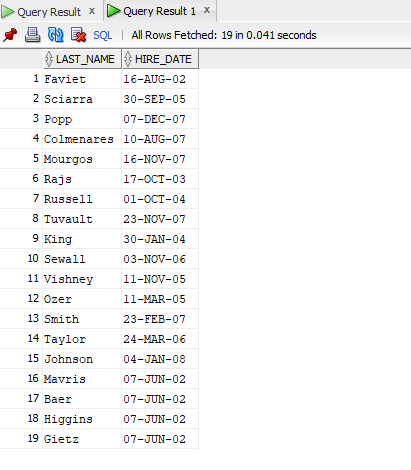 Query Result x Query Result 1 x
SQL | All Rows Fetched: 19 in 0.041 seconds
LAST_NAME HIRE_DATE
1 Faviet 16-AUG-02
2 Sciarra 30-SEP-05
3 Popp 07-DEC-07
4 Colmenares 10-AUG-07
5 Mourgos 16-NOV-07
6 Rajs 17-OCT-03
7 Russell 01-OCT-04
8 Tuvault 23-NOV-07
9 King 30-JAN-04
10 Sewall 03-NOV-06
11 Vishney 11-NOV-05
12 Ozer 11-MAR-05
13 Smith 23-FEB-07
14 Taylor 24-MAR-06
15 Johnson 04-JAN-08
16 Mavris 07-JUN-02
17 Baer 07-JUN-02
18 Higgins 07-JUN-02
19 Gietz 07-JUN-02